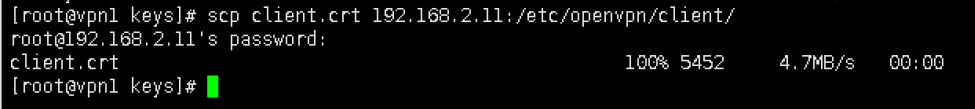 [root@vpn1 keys]# scp client.crt 192.168.2.11:/etc/openvpn/client/
root@192.168.2.11's password:
client.crt 100% 5452 4.7MB/s 00:00
[root@vpn1 keys]#